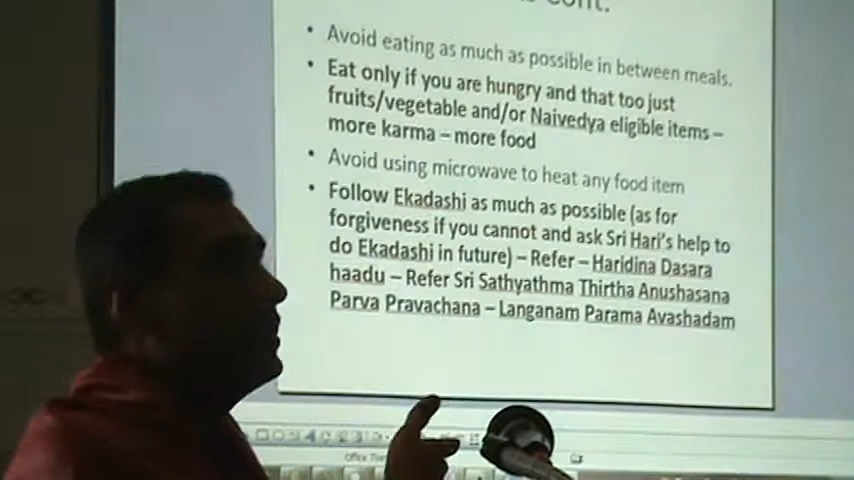 cont.
• Avoid eating as much as possible in between meals.
• Eat only if you are hungry and that too just
fruits/vegetable and/or Naivedya eligible items –
more karma – more food
• Avoid using microwave to heat any food item
• Follow Ekadashi as much as possible (as for
forgiveness if you cannot and ask Sri Hari's help to
do Ekadashi in future) – Refer – Haridina Dasara
haadu – Refer Sri Sathyathma Thirtha Anushasana
Parva Pravachana – Langanam Parama Avashadam
Office